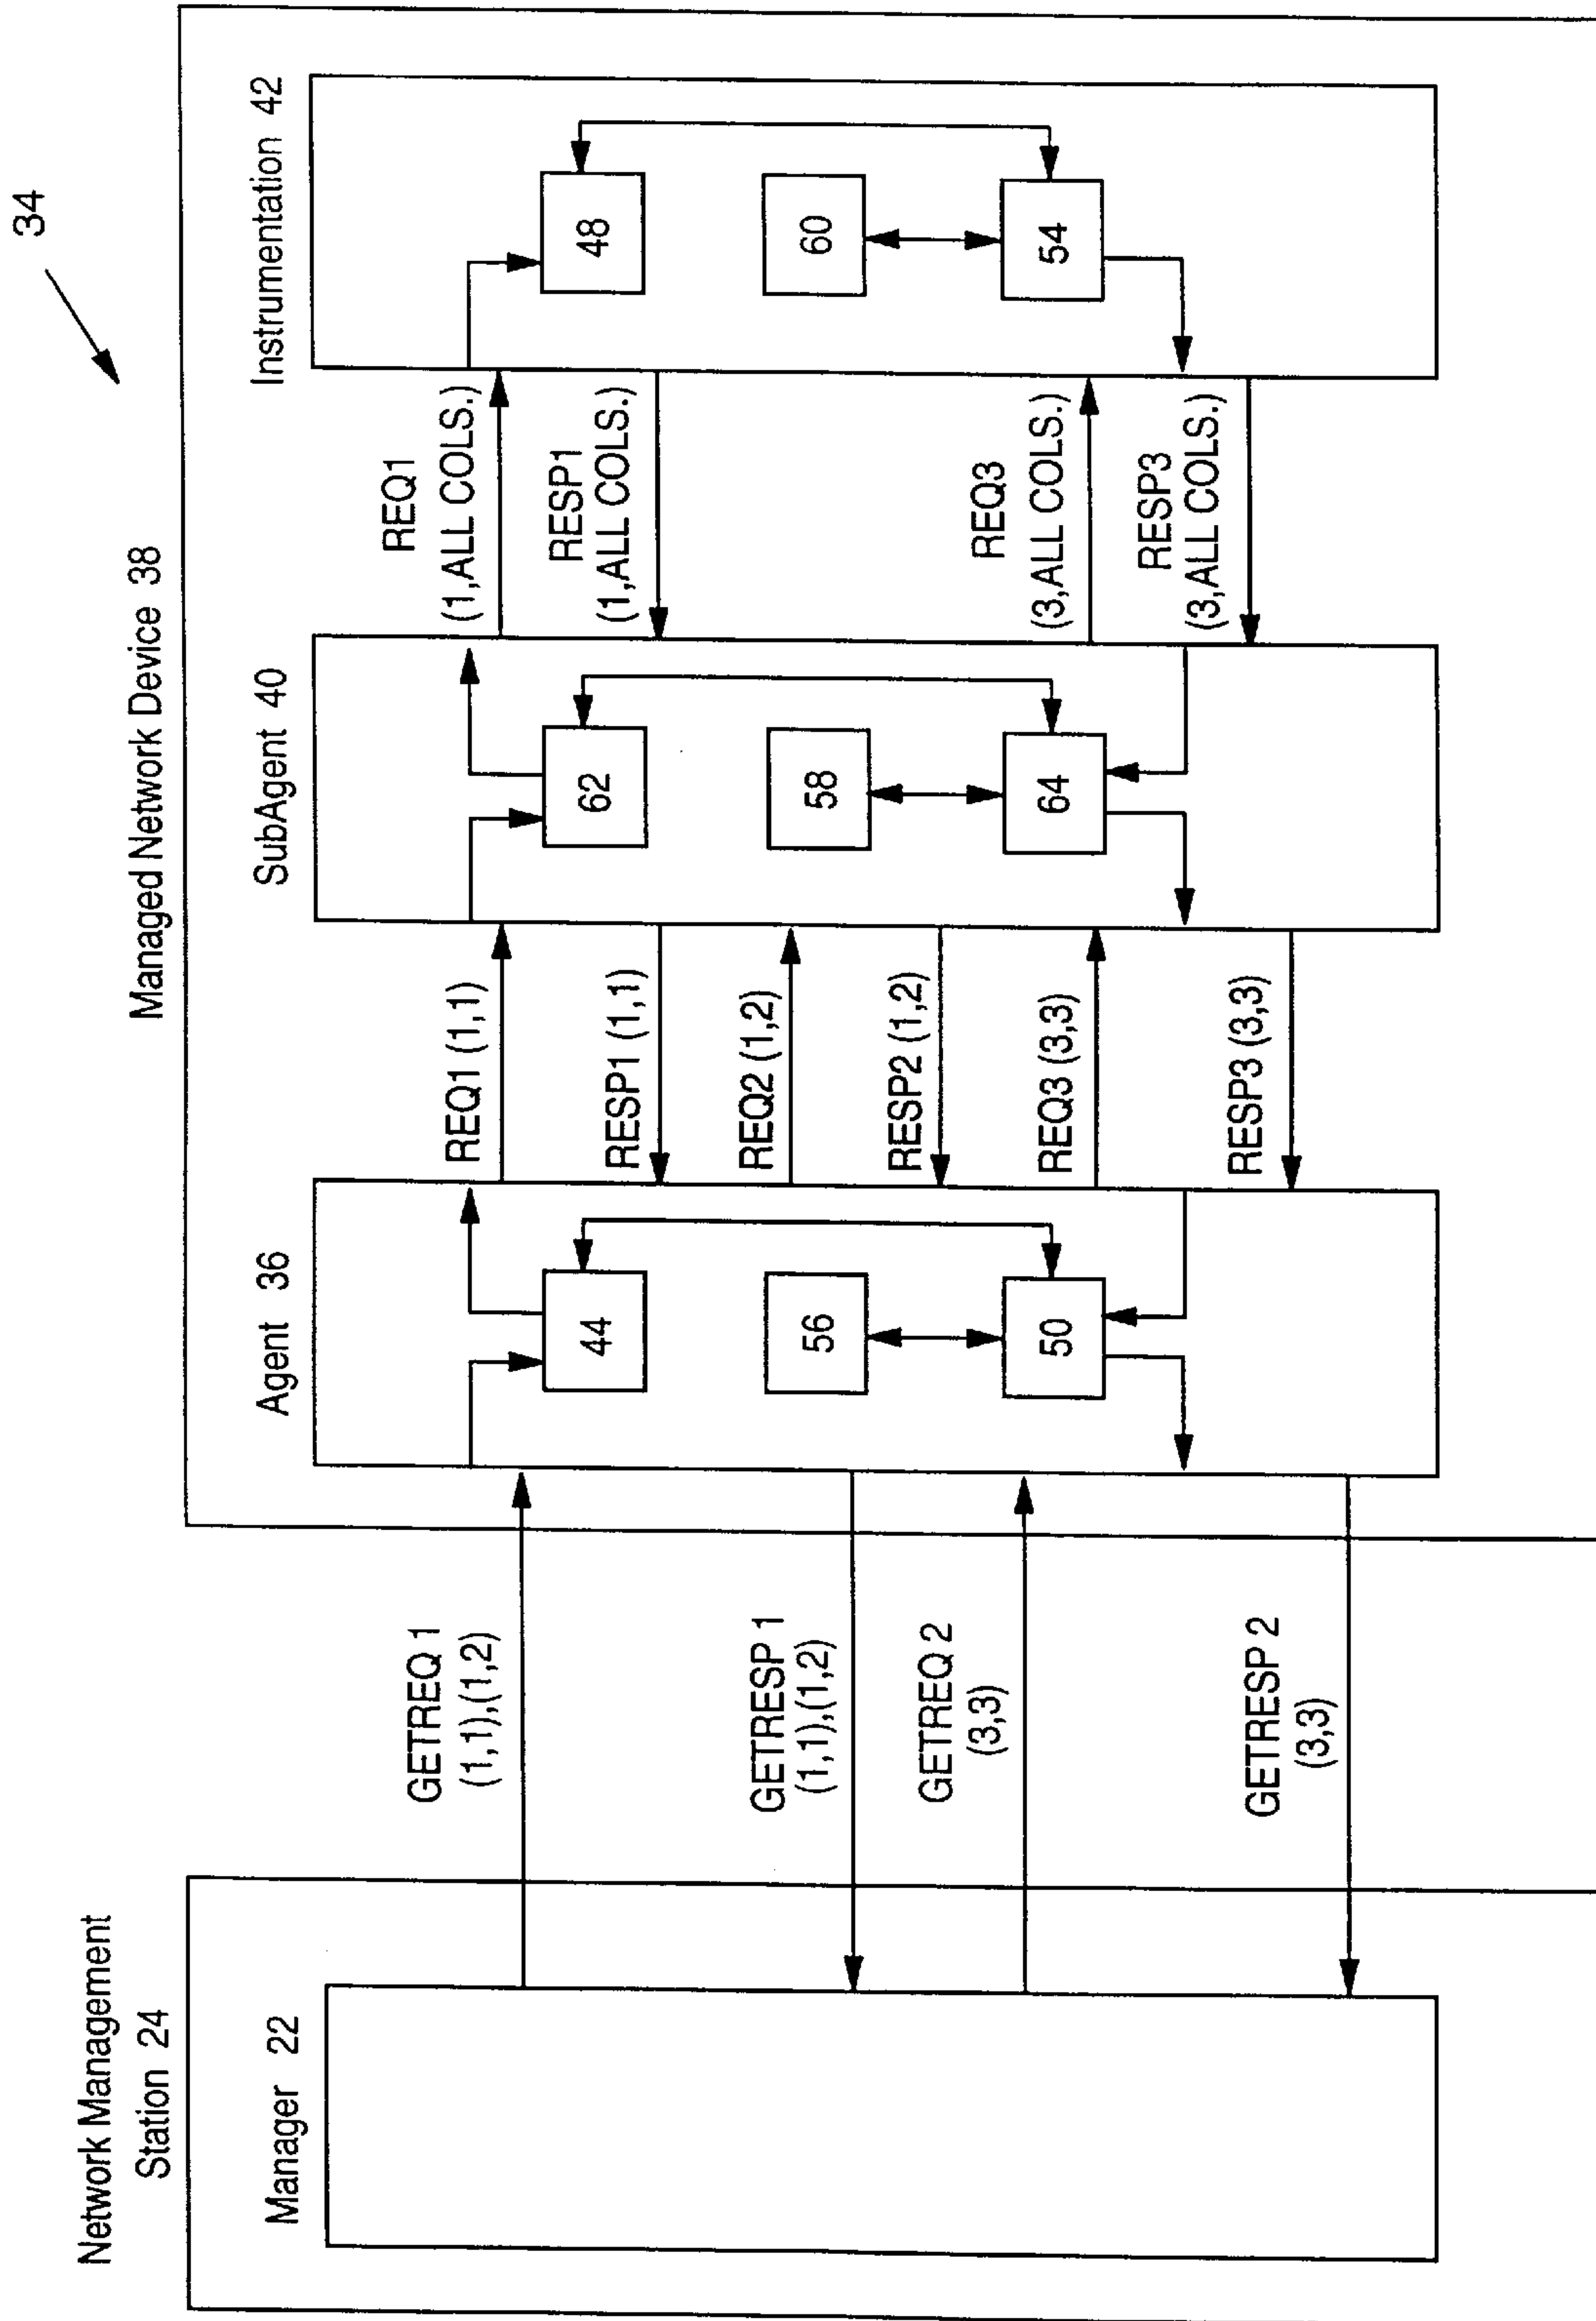 34
Network Management
Station 24
Managed Network Device 38
Manager 22
Agent 36
SubAgent 40
Instrumentation 42
GETREQ 1
(1,1),(1,2)
GETRESP 1
(1,1),(1,2)
GETREQ 2
(3,3)
GETRESP 2
(3,3)
44
56
50
REQ1 (1,1)
RESP1 (1,1)
REQ2 (1,2)
RESP2 (1,2)
REQ3 (3,3)
RESP3 (3,3)
62
58
64
REQ1
(1,ALL COLS.)
RESP1
(1,ALL COLS.)
REQ3
(3,ALL COLS.)
RESP3
(3,ALL COLS.)
48
60
54